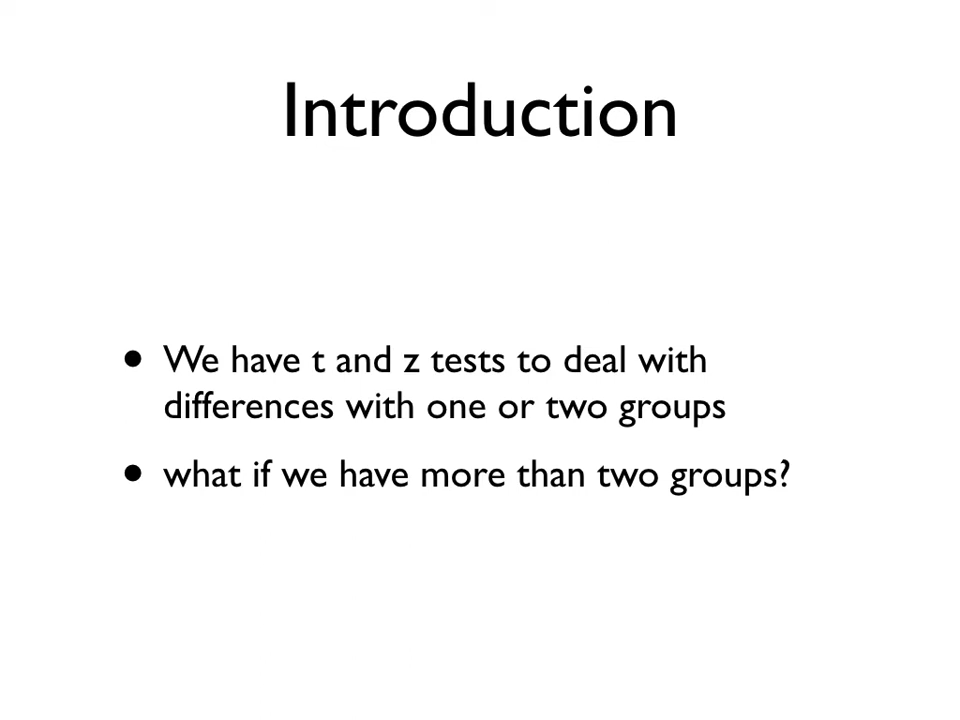 Introduction
• We have t and z tests to deal with
differences with one or two groups
• what if we have more than two groups?